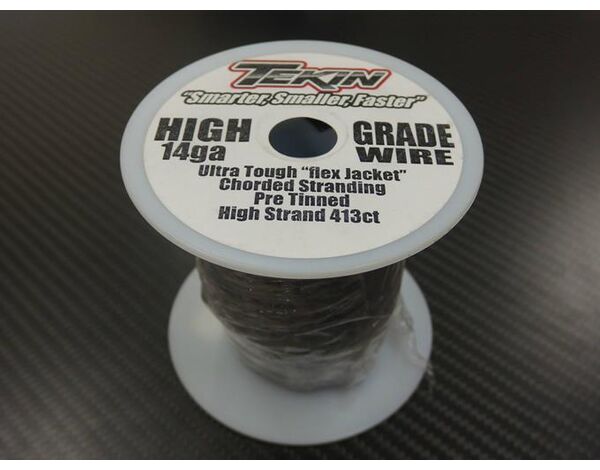 TEKIN
"Smarter, Smaller, Faster"
HIGH GRADE
14ga WIRE
Ultra Tough "flex Jacket"
Chorded Stranding
Pre Tinned
High Strand 413ct